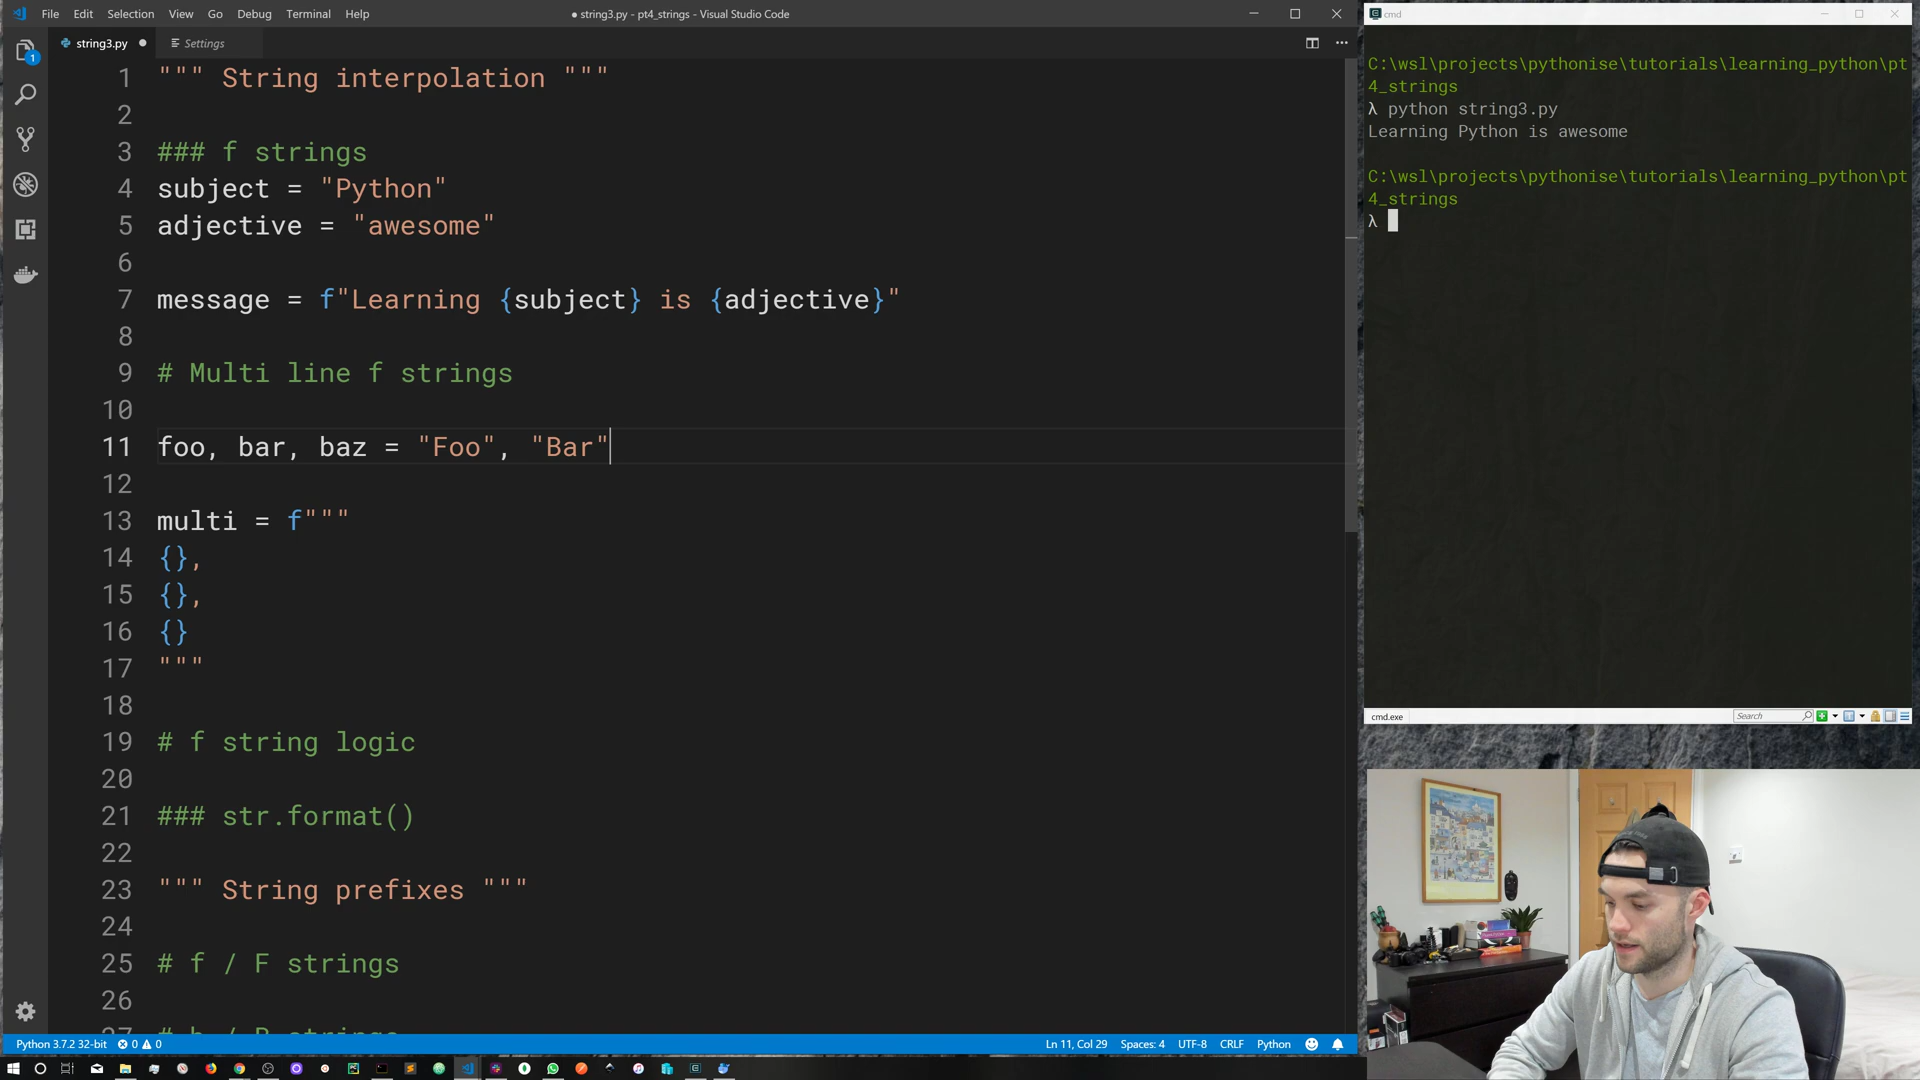 File Edit Selection View Go Debug Terminal Help
● string3.py - pt4_strings - Visual Studio Code
string3.py
Settings
1 """ String interpolation """
2
3 ### f strings
4 subject = "Python"
5 adjective = "awesome"
6
7 message = f"Learning {subject} is {adjective}"
8
9 # Multi line f strings
10
11 foo, bar, baz = "Foo", "Bar"
12
13 multi = f"""
14 {},
15 {},
16 {}
17 """
18
19 # f string logic
20
21 ### str.format()
22
23 """ String prefixes """
24
25 # f / F strings
26
27 # b / B strings
Python 3.7.2 32-bit 0 0
Ln 11, Col 29 Spaces: 4 UTF-8 CRLF Python
1
cmd
C:\wsl\projects\pythonise\tutorials\learning_python\pt
4_strings
λ python string3.py
Learning Python is awesome
C:\wsl\projects\pythonise\tutorials\learning_python\pt
4_strings
λ
cmd.exe
Search